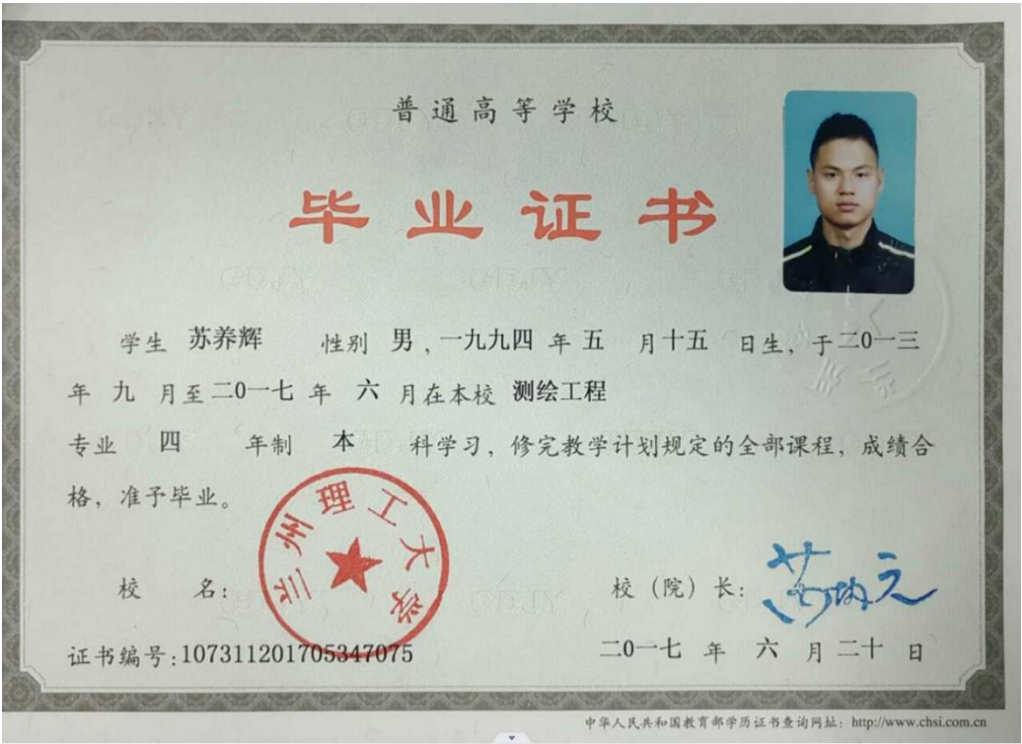 普通高等学校
毕业证书
学生 苏养辉 性别 男，一九九四 年 五 月十五 日生，于二0一三
年 九 月至二0一七 年 六 月在本校 测绘工程
专业 四 年制 本 科学习，修完教学计划规定的全部课程，成绩合
格，准予毕业。
兰州理工大学
校 名： 校（院）长：
证书编号：107311201705347075 二0一七 年 六 月 二十 日
中华人民共和国教育部学历证书查询网址：http://www.chsi.com.cn